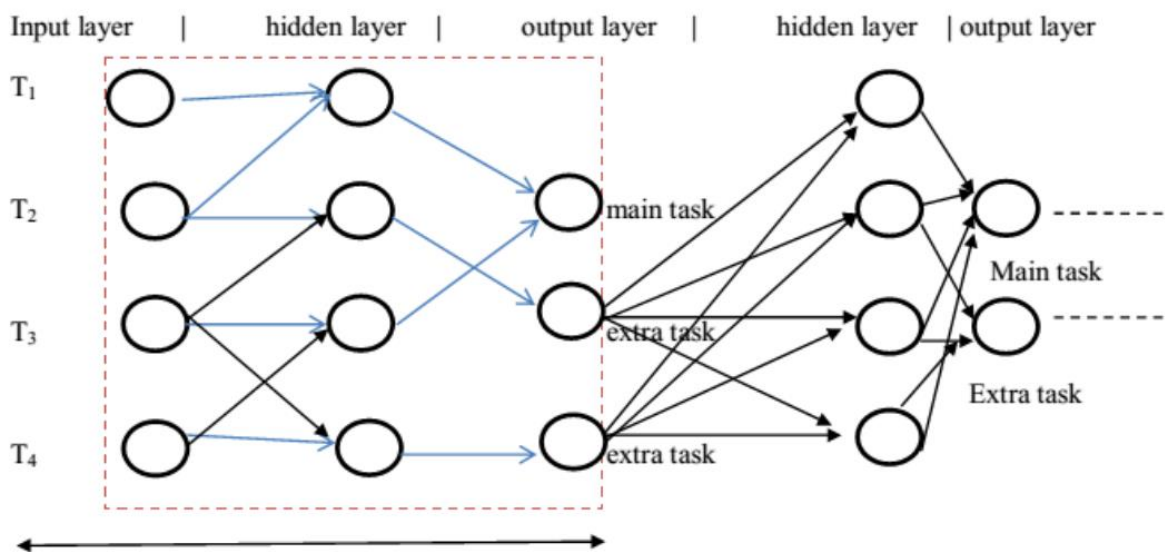 Input layer | hidden layer | output layer | hidden layer | output layer
T1
T2
main task
Main task
T3
extra task
Extra task
T4
extra task